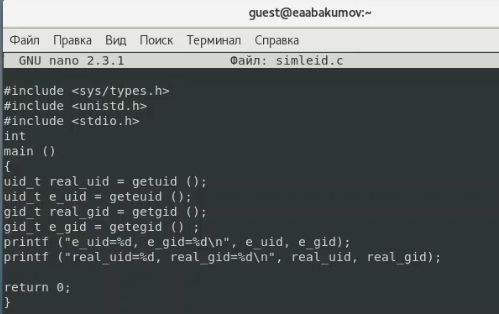 guest@eaabakumov:~
Файл Правка Вид Поиск Терминал Справка
GNU nano 2.3.1 Файл: simleid.c
#include <sys/types.h>
#include <unistd.h>
#include <stdio.h>
int
main ()
{
uid_t real_uid = getuid ();
uid_t e_uid = geteuid ();
gid_t real_gid = getgid ();
gid_t e_gid = getegid () ;
printf ("e_uid=%d, e_gid=%d\n", e_uid, e_gid);
printf ("real_uid=%d, real_gid=%d\n", real_uid, real_gid);
return 0;
}